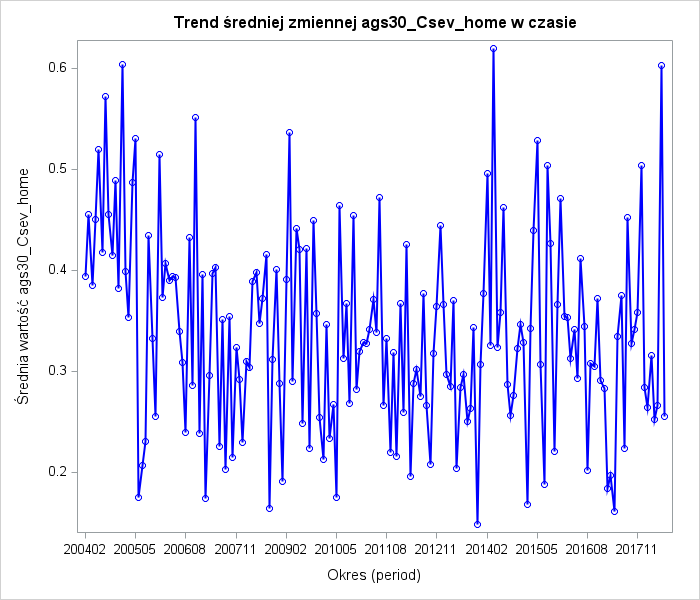 Trend średniej zmiennej ags30_Csev_home w czasie
Średnia wartość ags30_Csev_home
0.6
0.5
0.4
0.3
0.2
200402 200505 200608 200711 200902 201005 201108 201211 201402 201505 201608 201711
Okres (period)